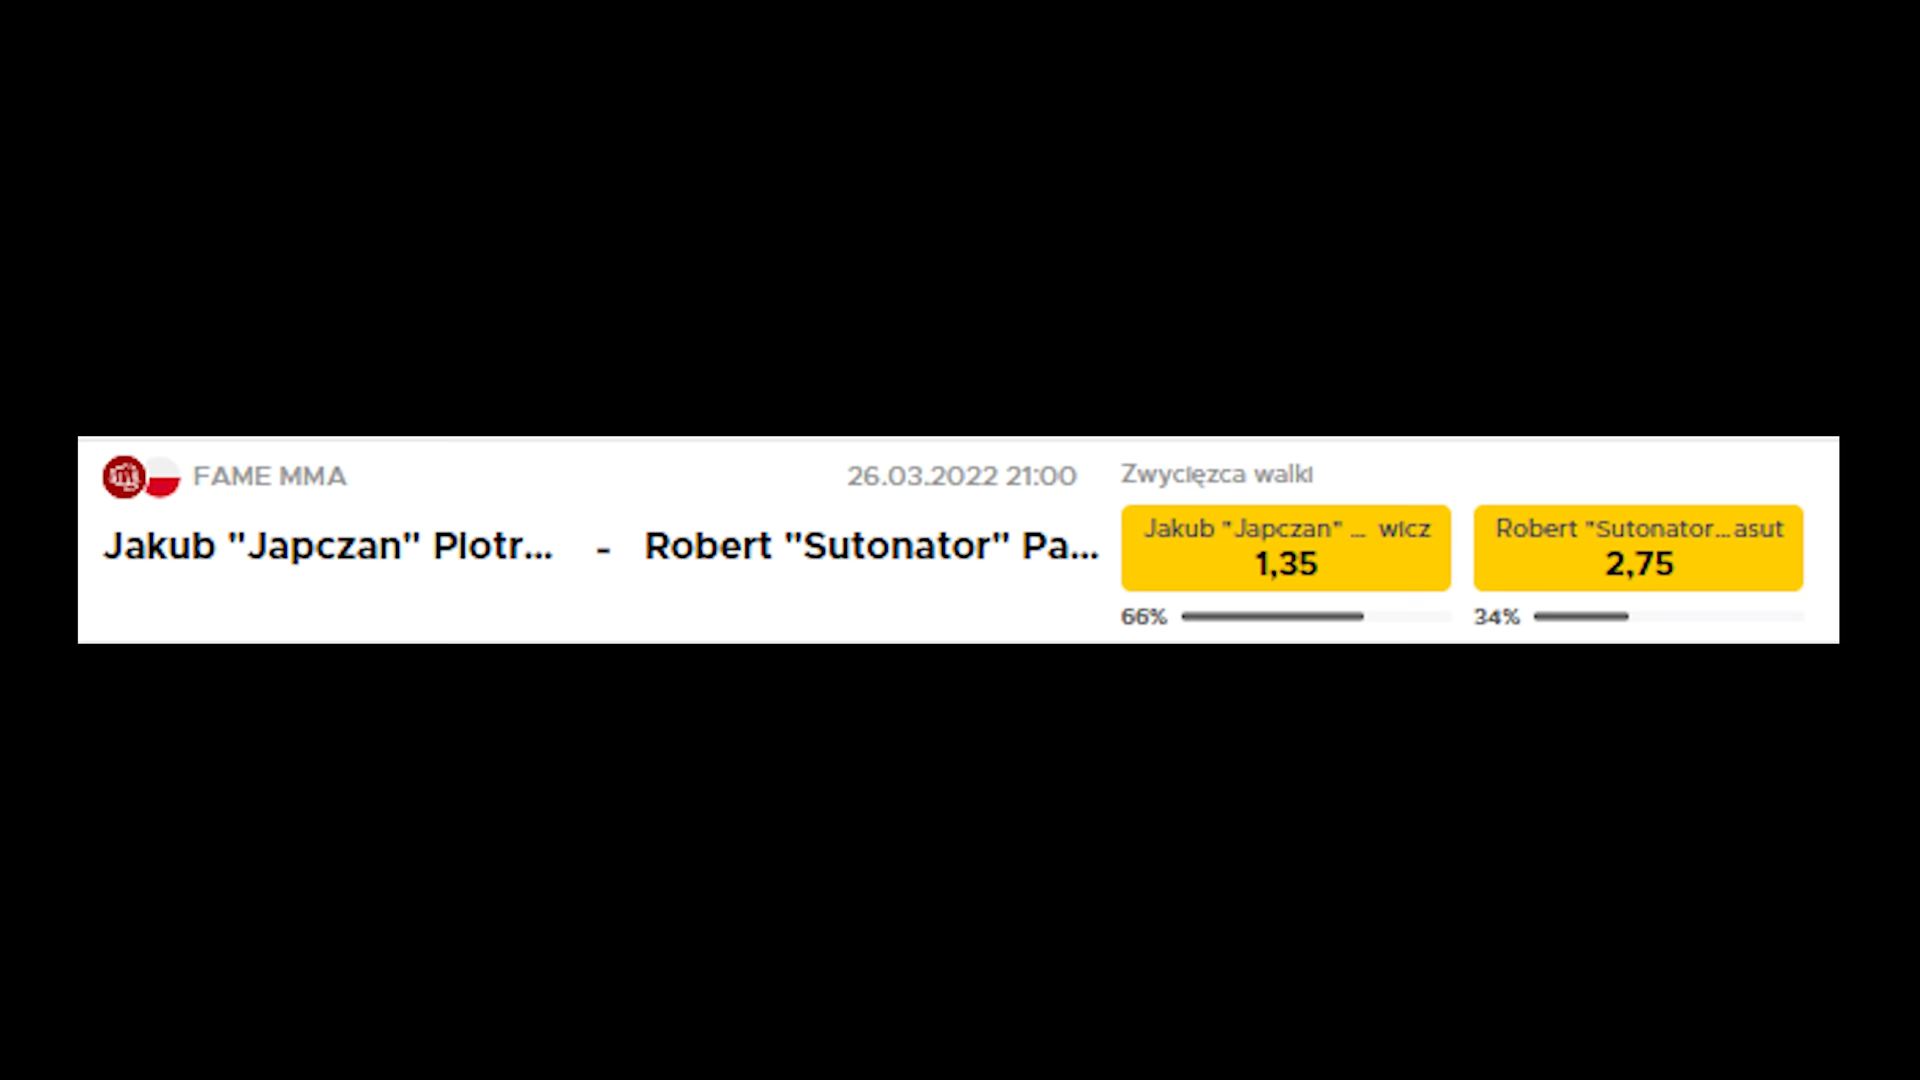 FAME MMA
26.03.2022 21:00
Zwycięzca walki
Jakub "Japczan" Piotr... - Robert "Sutonator" Pa...
Jakub "Japczan" ... wicz
1,35
66%
Robert "Sutonator...asut
2,75
34%